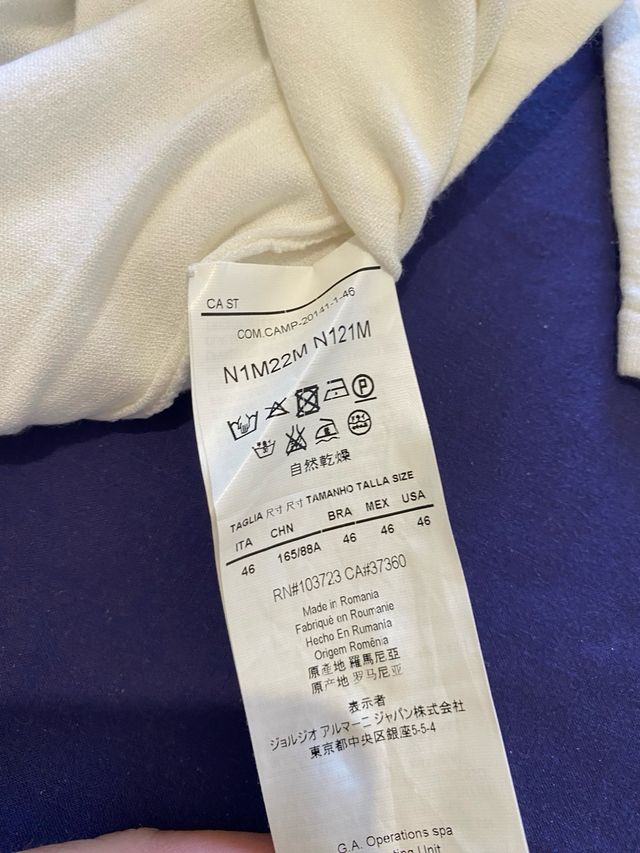 CA ST
COM.CAMP-20141-1-46
N1M22M N121M
自然乾燥
TAGLIA 尺寸 尺寸 TAMANHO TALLA SIZE
ITA CHN BRA MEX USA
46 165/88A 46 46 46
RN#103723 CA#37360
Made in Romania
Fabriqué en Roumanie
Hecho En Rumania
Origem Romênia
原產地 羅馬尼亞
原产地 罗马尼亚
表示者
ジョルジオ アルマーニ ジャパン株式会社
東京都中央区銀座5-5-4
G.A. Operations spa
Unit